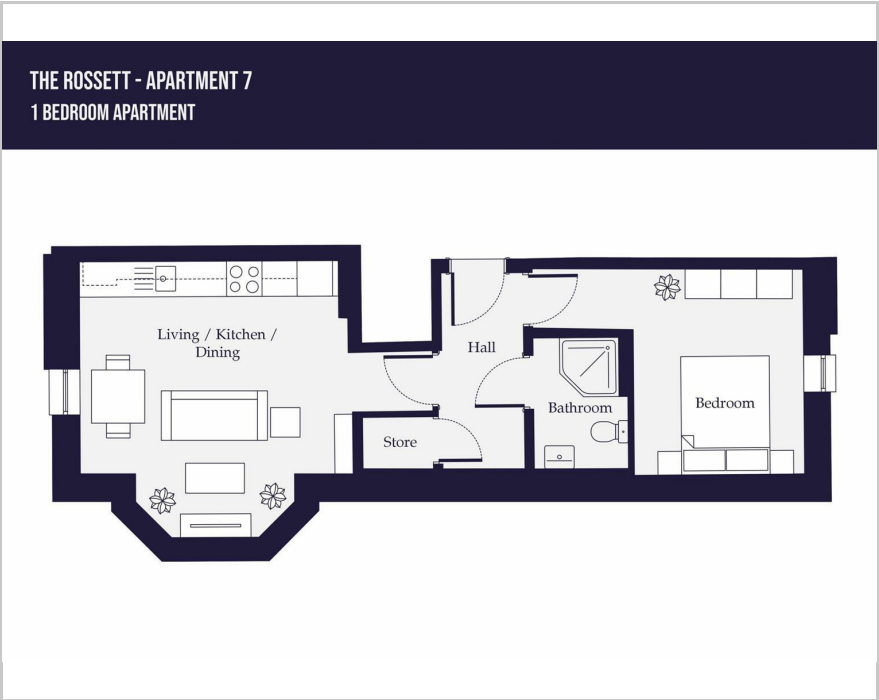 THE ROSSETT - APARTMENT 7
1 BEDROOM APARTMENT
Living / Kitchen /
Dining
Hall
Bathroom
Bedroom
Store